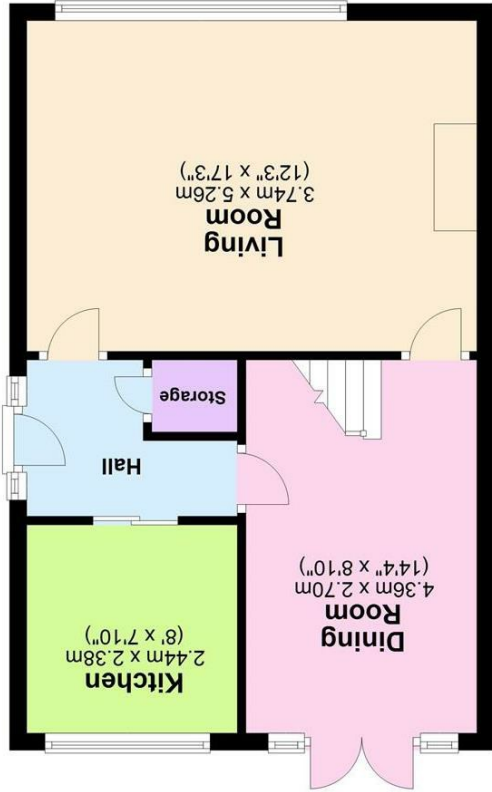 Kitchen
2.44m x 2.38m
(8' x 7'10")
Dining
Room
4.36m x 2.70m
(14'4" x 8'10")
Hall
Storage
Living
Room
3.74m x 5.26m
(12'3" x 17'3")